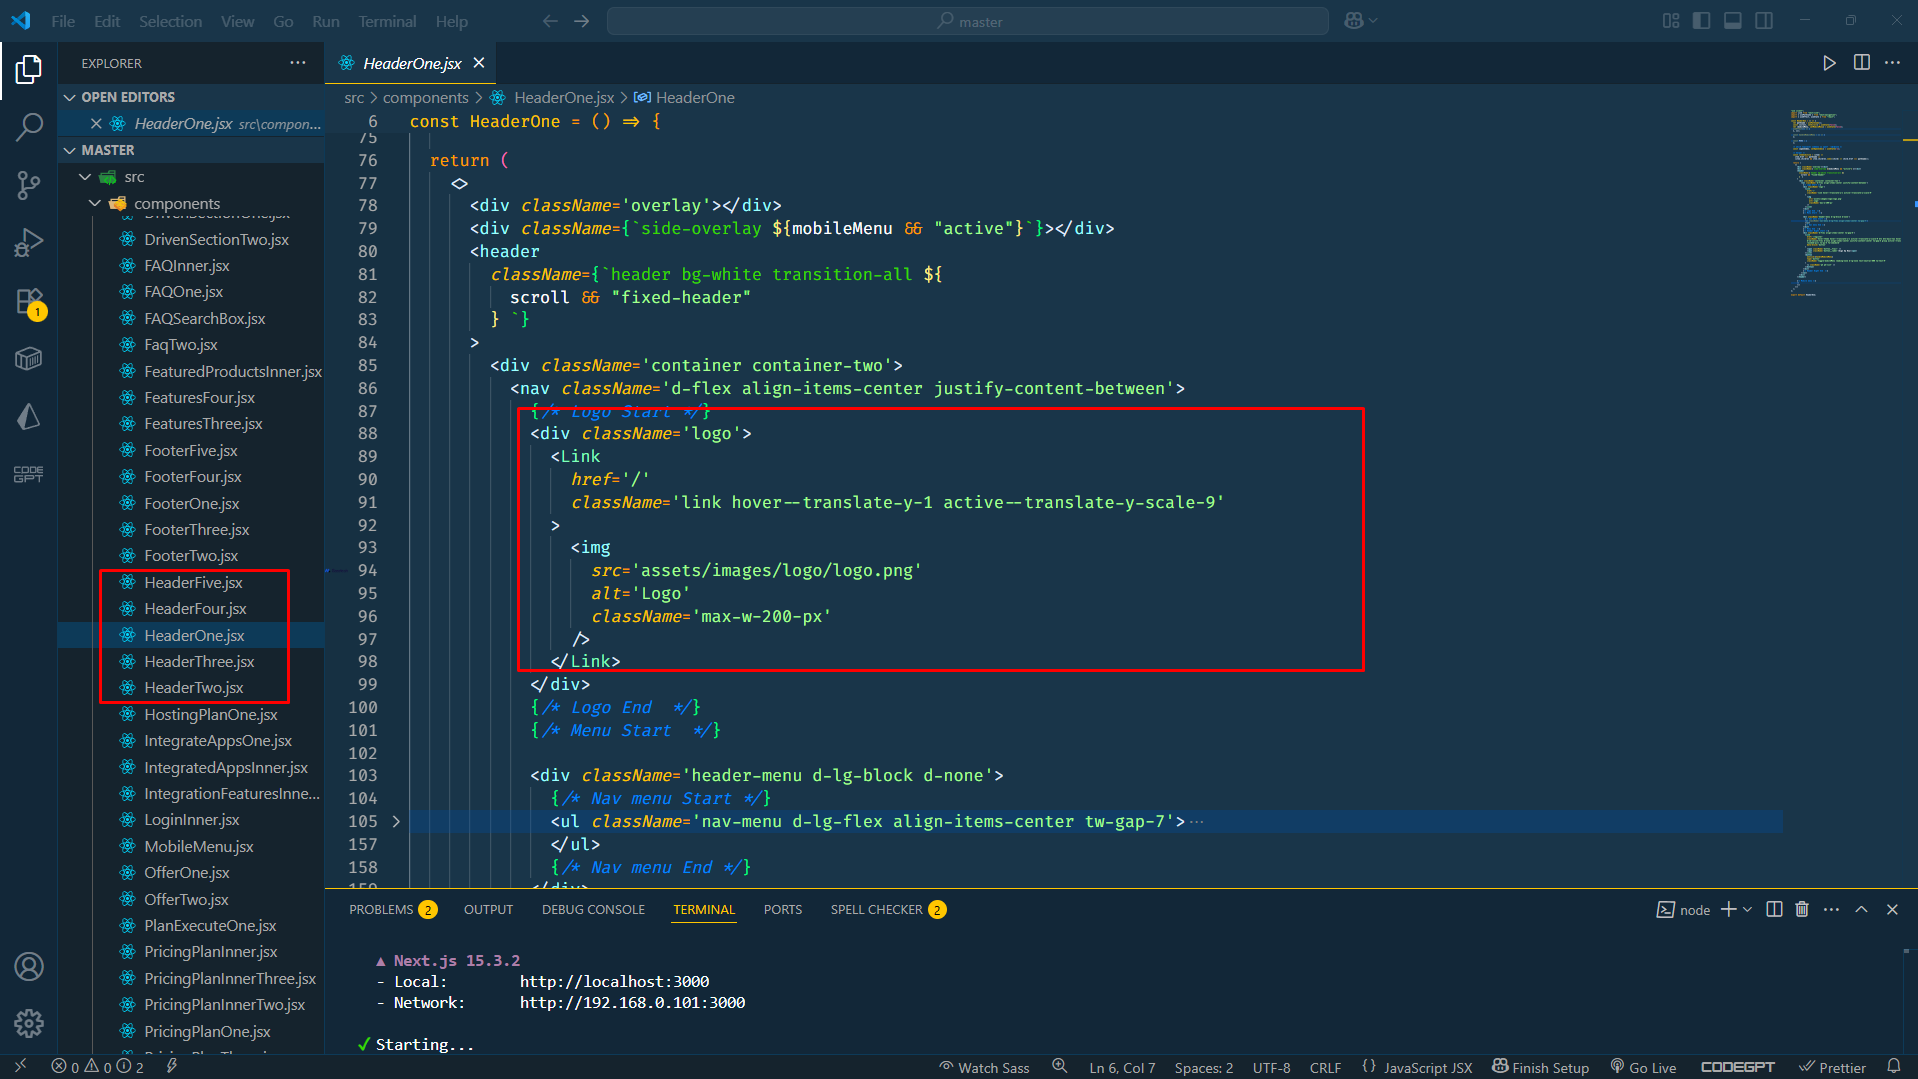 File Edit Selection View Go Run Terminal Help
master
EXPLORER
HeaderOne.jsx
OPEN EDITORS
HeaderOne.jsx src\compon...
MASTER
src
components
DrivenSectionOne.jsx
DrivenSectionTwo.jsx
FAQInner.jsx
FAQOne.jsx
FAQSearchBox.jsx
FaqTwo.jsx
FeaturedProductsInner.jsx
FeaturesFour.jsx
FeaturesThree.jsx
FooterFive.jsx
FooterFour.jsx
FooterOne.jsx
FooterThree.jsx
FooterTwo.jsx
HeaderFive.jsx
HeaderFour.jsx
HeaderOne.jsx
HeaderThree.jsx
HeaderTwo.jsx
HostingPlanOne.jsx
IntegrateAppsOne.jsx
IntegratedAppsInner.jsx
IntegrationFeaturesInne...
LoginInner.jsx
MobileMenu.jsx
OfferOne.jsx
OfferTwo.jsx
PlanExecuteOne.jsx
PricingPlanInner.jsx
PricingPlanInnerThree.jsx
PricingPlanInnerTwo.jsx
PricingPlanOne.jsx
1
CODE
GPT
src > components > HeaderOne.jsx > HeaderOne
6 const HeaderOne = () => {
75
76 return (
77 <>
78 <div className='overlay'></div>
79 <div className={`side-overlay ${mobileMenu && "active"}`}></div>
80 <header
81 className={`header bg-white transition-all ${
82 scroll && "fixed-header"
83 } `}
84 >
85 <div className='container container-two'>
86 <nav className='d-flex align-items-center justify-content-between'>
87 {/* Logo Start */}
88 <div className='logo'>
89 <Link
90 href='/'
91 className='link hover--translate-y-1 active--translate-y-scale-9'
92 >
93 <img
94 src='assets/images/logo/logo.png'
95 alt='Logo'
96 className='max-w-200-px'
97 />
98 </Link>
99 </div>
100 {/* Logo End  */}
101 {/* Menu Start  */}
102
103 <div className='header-menu d-lg-block d-none'>
104 {/* Nav menu Start */}
105 <ul className='nav-menu d-lg-flex align-items-center tw-gap-7'>...
157 </ul>
158 {/* Nav menu End */}
159 </div>
PROBLEMS 2 OUTPUT DEBUG CONSOLE TERMINAL PORTS SPELL CHECKER 2
node
▲ Next.js 15.3.2
- Local: http://localhost:3000
- Network: http://192.168.0.101:3000
✓ Starting...
0 0 2 Watch Sass Ln 6, Col 7 Spaces: 2 UTF-8 CRLF {} JavaScript JSX Finish Setup Go Live CODEGPT Prettier